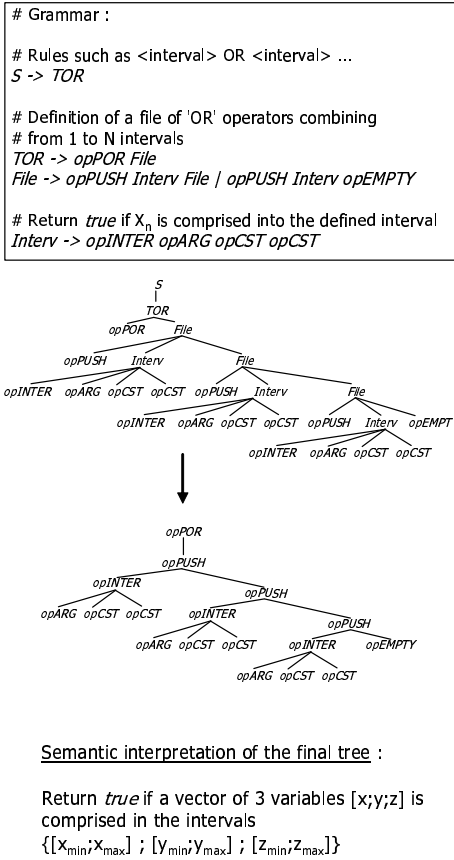 # Grammar :
# Rules such as <interval> OR <interval> ...
S -> TOR
# Definition of a file of 'OR' operators combining
# from 1 to N intervals
TOR -> opPOR File
File -> opPUSH Interv File | opPUSH Interv opEMPTY
# Return true if Xn is comprised into the defined interval
Interv -> opINTER opARG opCST opCST
S
TOR
opPOR File
opPUSH Interv File
opINTER opARG opCST opCST opPUSH Interv File
opINTER opARG opCST opCST opPUSH Interv opEMPT
opINTER opARG opCST opCST
opPOR
opPUSH
opINTER opPUSH
opARG opCST opCST opINTER opPUSH
opARG opCST opCST opINTER opEMPTY
opARG opCST opCST
Semantic interpretation of the final tree :
Return true if a vector of 3 variables [x;y;z] is
comprised in the intervals
{[xmin;xmax] ; [ymin;ymax] ; [zmin;zmax]}